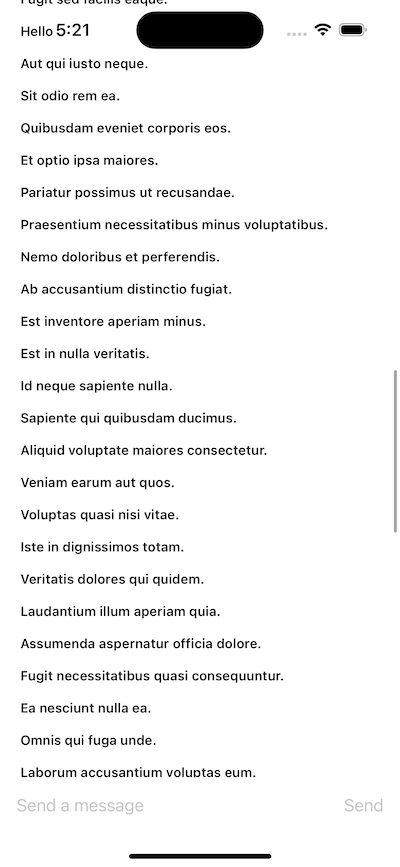 Fugit sed facilis eaque.
Hello 5:21
Aut qui iusto neque.
Sit odio rem ea.
Quibusdam eveniet corporis eos.
Et optio ipsa maiores.
Pariatur possimus ut recusandae.
Praesentium necessitatibus minus voluptatibus.
Nemo doloribus et perferendis.
Ab accusantium distinctio fugiat.
Est inventore aperiam minus.
Est in nulla veritatis.
Id neque sapiente nulla.
Sapiente qui quibusdam ducimus.
Aliquid voluptate maiores consectetur.
Veniam earum aut quos.
Voluptas quasi nisi vitae.
Iste in dignissimos totam.
Veritatis dolores qui quidem.
Laudantium illum aperiam quia.
Assumenda aspernatur officia dolore.
Fugit necessitatibus quasi consequuntur.
Ea nesciunt nulla ea.
Omnis qui fuga unde.
Laborum accusantium voluptas eum.
Send a message Send